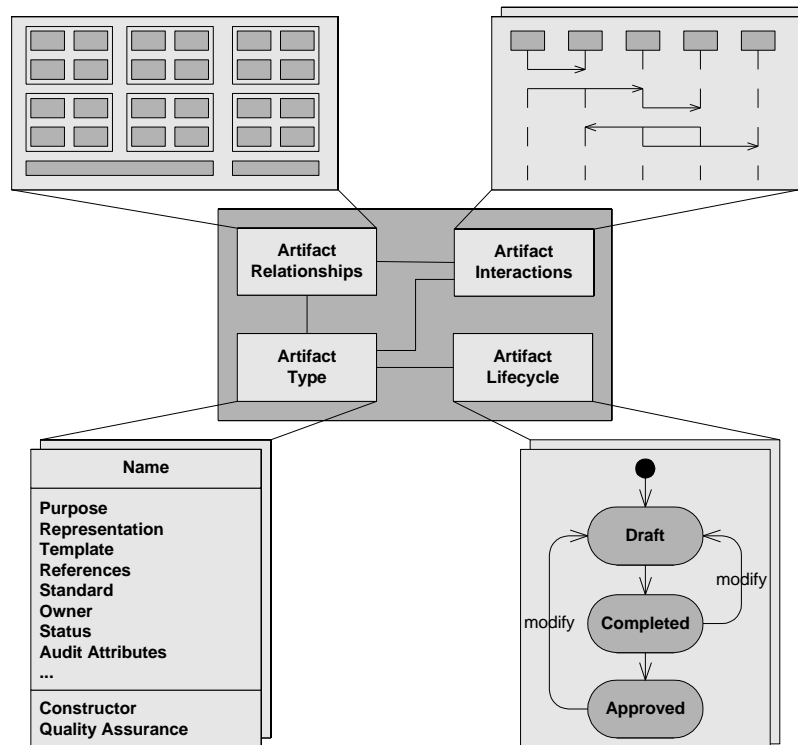 Artifact
Relationships
Artifact
Interactions
Artifact
Type
Artifact
Lifecycle
Name
Purpose
Representation
Template
References
Standard
Owner
Status
Audit Attributes
...
Constructor
Quality Assurance
Draft
modify
modify
Completed
Approved